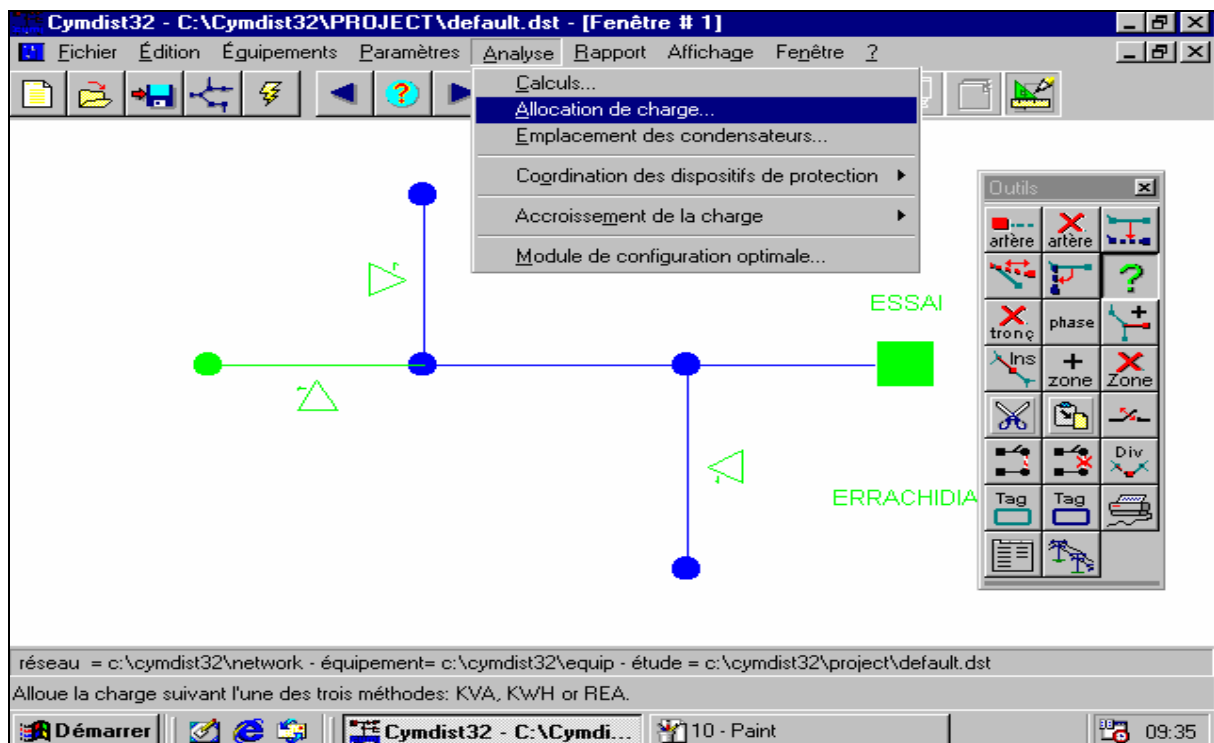 Cymdist32 - C:\Cymdist32\PROJECT\default.dst - [Fenêtre # 1]
Fichier Édition Équipements Paramètres Analyse Rapport Affichage Fenêtre ?
Calculs...
Allocation de charge...
Emplacement des condensateurs...
Coordination des dispositifs de protection
Accroissement de la charge
Module de configuration optimale...
Outils
artère artère
?
tronç phase
Ins + zone Zone
Div
Tag Tag
ESSAI
ERRACHIDIA
réseau = c:\cymdist32\network - équipement= c:\cymdist32\equip - étude = c:\cymdist32\project\default.dst
Alloue la charge suivant l'une des trois méthodes: KVA, KWH or REA.
Démarrer Cymdist32 - C:\Cymdi... 10 - Paint 09:35